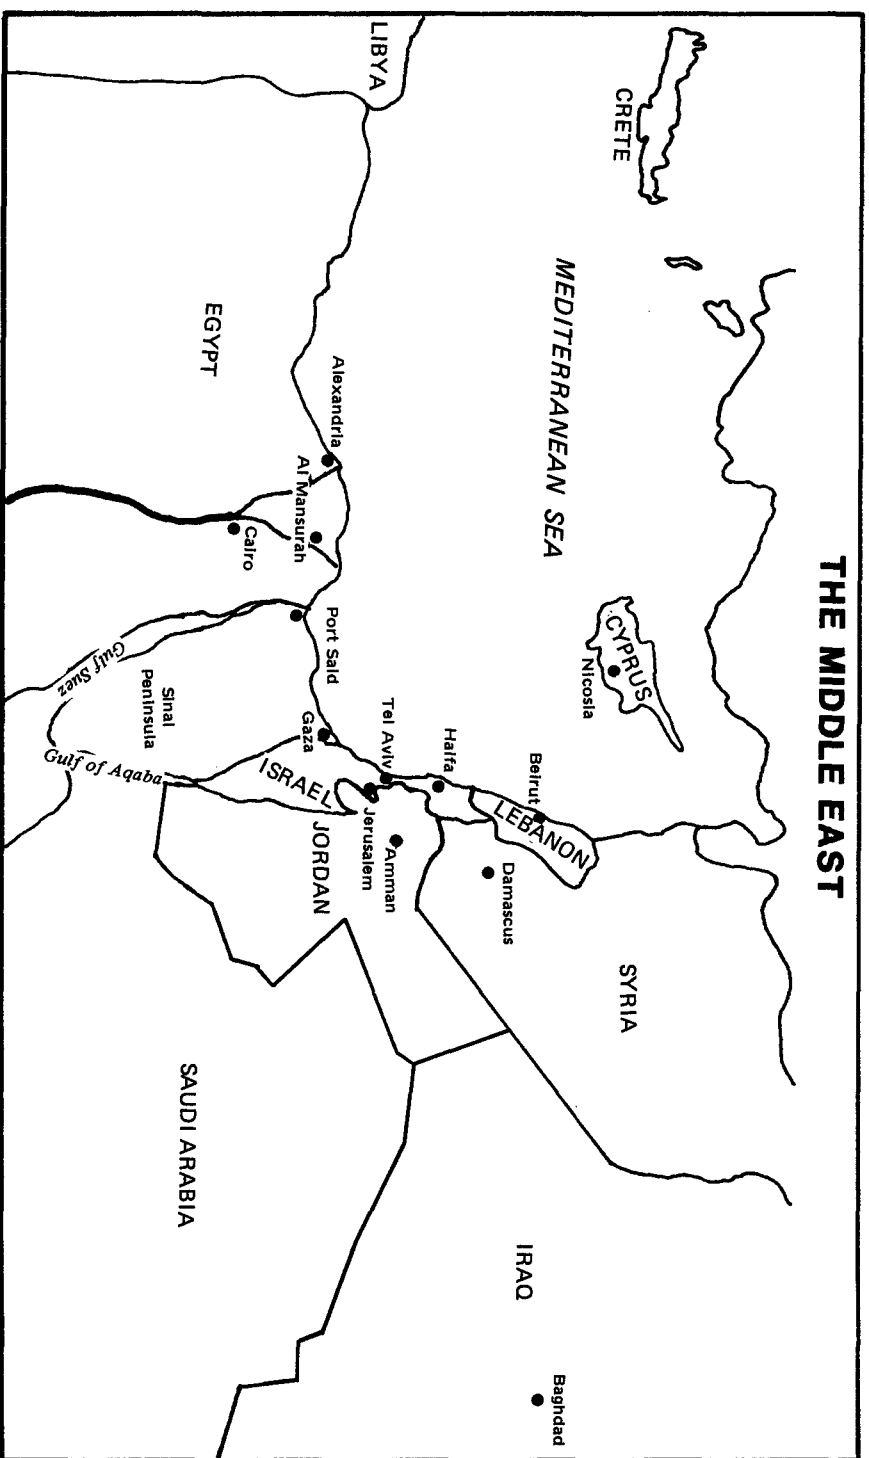 THE MIDDLE EAST
CRETE
MEDITERRANEAN SEA
CYPRUS
Nicosia
SYRIA
Beirut
LEBANON
Damascus
Haifa
Tel Aviv
Amman
Jerusalem
IRAQ
Baghdad
LIBYA
Alexandria
Al Mansurah
Cairo
Port Said
Gaza
ISRAEL
JORDAN
EGYPT
Gulf Suez
Sinai
Peninsula
Gulf of Aqaba
SAUDI ARABIA